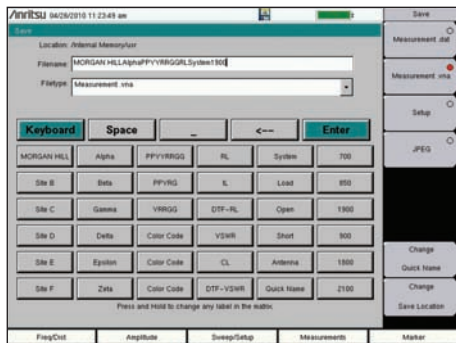 Anritsu 04/28/2010 11:23:49 am
Save
Save
Location: /Internal Memory/usr
Measurement .dat
Filename: MORGAN HILLAlphaPPVYRRGGRLSystem1900
Filetype: Measurement .vna
Measurement .vna
Setup
Keyboard Space _ <-- Enter
JPEG
MORGAN HILL Alpha PPVYRRGG RL System 700
Site B Beta PPVRG IL Load 850
Site C Gamma VRRGG DTF-RL Open 1900
Site D Delta Color Code VSWR Short 900
Site E Epsilon Color Code CL Antenna 1800
Change
Quick Name
Site F Zeta Color Code DTF-VSWR Quick Name 2100
Change
Save Location
Press and Hold to change any label in the matrix.
Freq/Dist Amplitude Sweep/Setup Measurements Marker